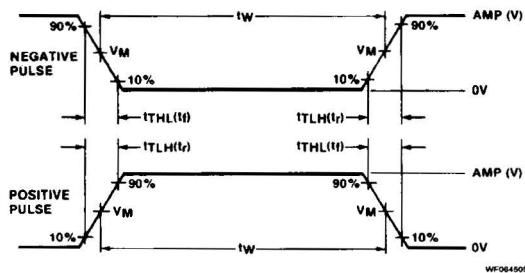 tW
AMP (V)
90%
90%
NEGATIVE
PULSE
VM
VM
10%
10%
0V
tTHL(tf)
tTLH(tr)
tTLH(tr)
tTHL(tf)
AMP (V)
90%
90%
POSITIVE
PULSE
VM
VM
10%
10%
tW
0V